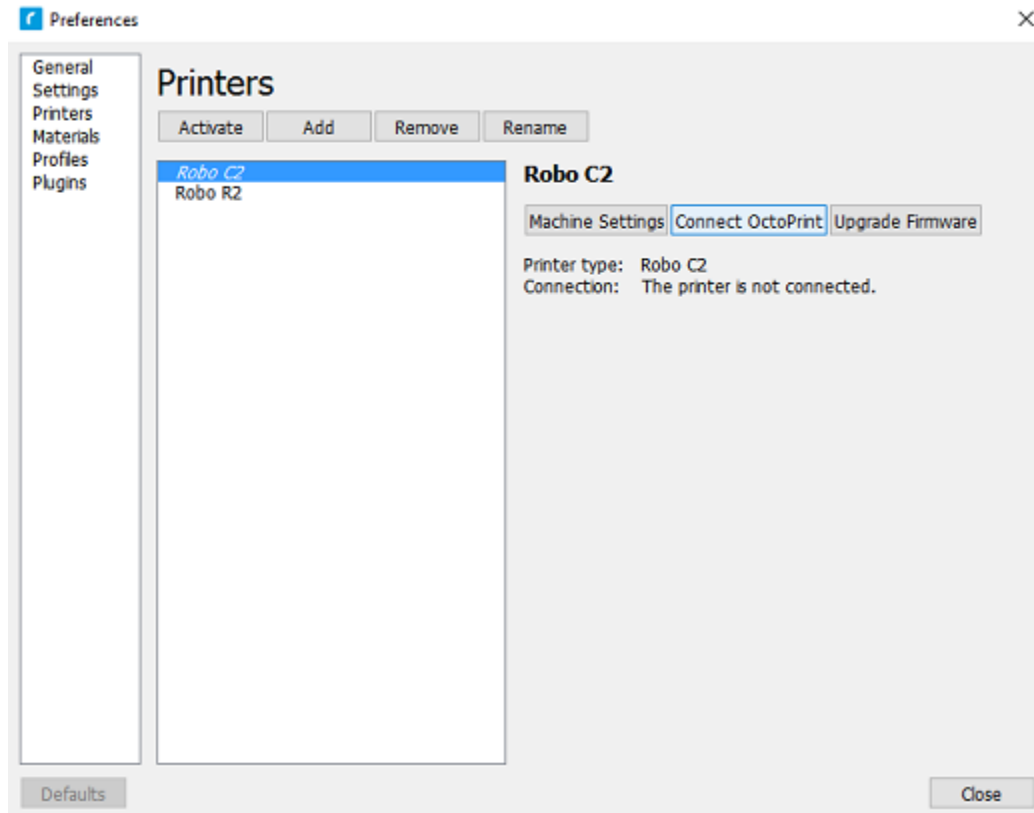 Preferences
General
Settings
Printers
Materials
Profiles
Plugins
Printers
Activate Add Remove Rename
Robo C2
Robo R2
Robo C2
Machine Settings Connect OctoPrint Upgrade Firmware
Printer type: Robo C2
Connection: The printer is not connected.
Defaults Close